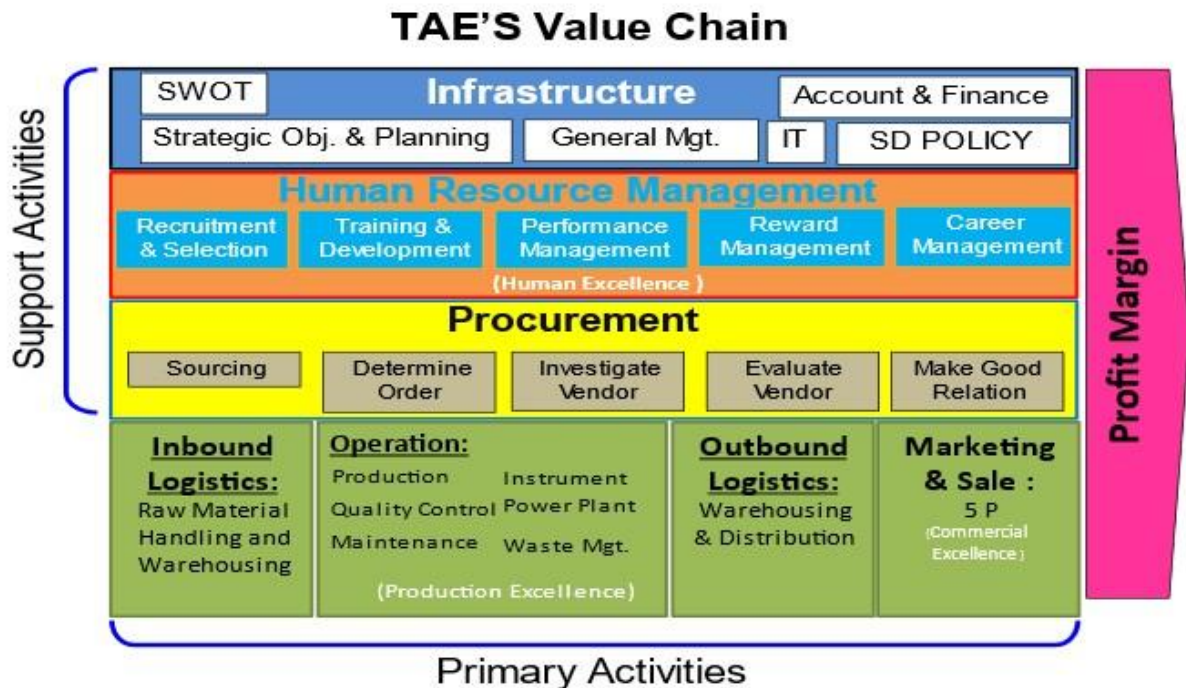 TAE'S Value Chain
Support Activities
SWOT
Infrastructure
Account & Finance
Strategic Obj. & Planning
General Mgt.
IT
SD POLICY
Human Resource Management
Recruitment
& Selection
Training &
Development
Performance
Management
Reward
Management
Career
Management
(Human Excellence )
Procurement
Sourcing
Determine
Order
Investigate
Vendor
Evaluate
Vendor
Make Good
Relation
Inbound
Logistics:
Raw Material
Handling and
Warehousing
Operation:
Production
Instrument
Quality Control
Power Plant
Maintenance
Waste Mgt.
(Production Excellence)
Outbound
Logistics:
Warehousing
& Distribution
Marketing
& Sale :
5 P
(Commercial
Excellence)
Profit Margin
Primary Activities